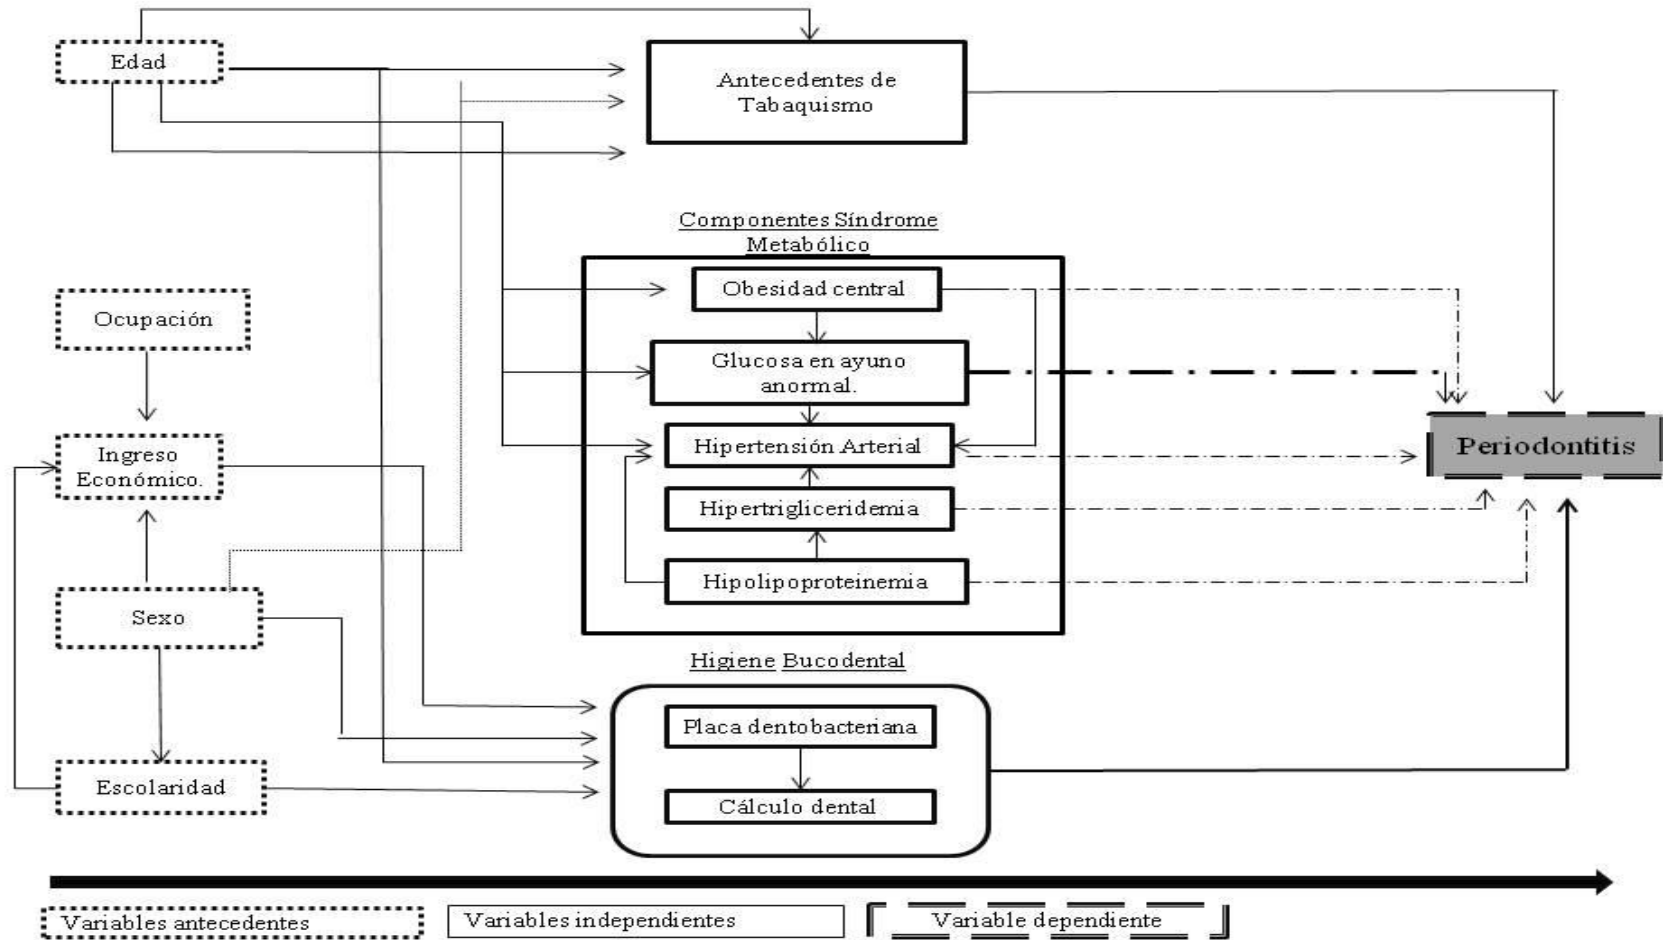 Edad
Antecedentes de
Tabaquismo
Componentes Síndrome
Metabólico
Obesidad central
Ocupación
Glucosa en ayuno
anormal.
Hipertensión Arterial
Periodontitis
Ingreso
Económico.
Hipertrigliceridemia
Hipolipoproteinemia
Sexo
Higiene Bucodental
Placa dentobacteriana
Escolaridad
Cálculo dental
Variables antecedentes
Variables independientes
Variable dependiente